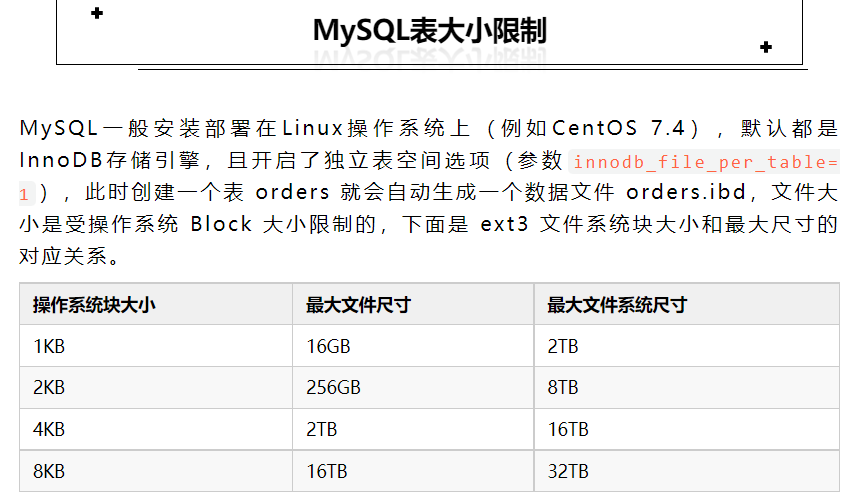 MySQL表大小限制
MySQL一般安装部署在Linux操作系统上（例如CentOS 7.4），默认都是
InnoDB存储引擎，且开启了独立表空间选项（参数 innodb_file_per_table=
1），此时创建一个表 orders 就会自动生成一个数据文件 orders.ibd，文件大
小是受操作系统 Block 大小限制的，下面是 ext3 文件系统块大小和最大尺寸的
对应关系。
操作系统块大小 最大文件尺寸 最大文件系统尺寸
1KB 16GB 2TB
2KB 256GB 8TB
4KB 2TB 16TB
8KB 16TB 32TB